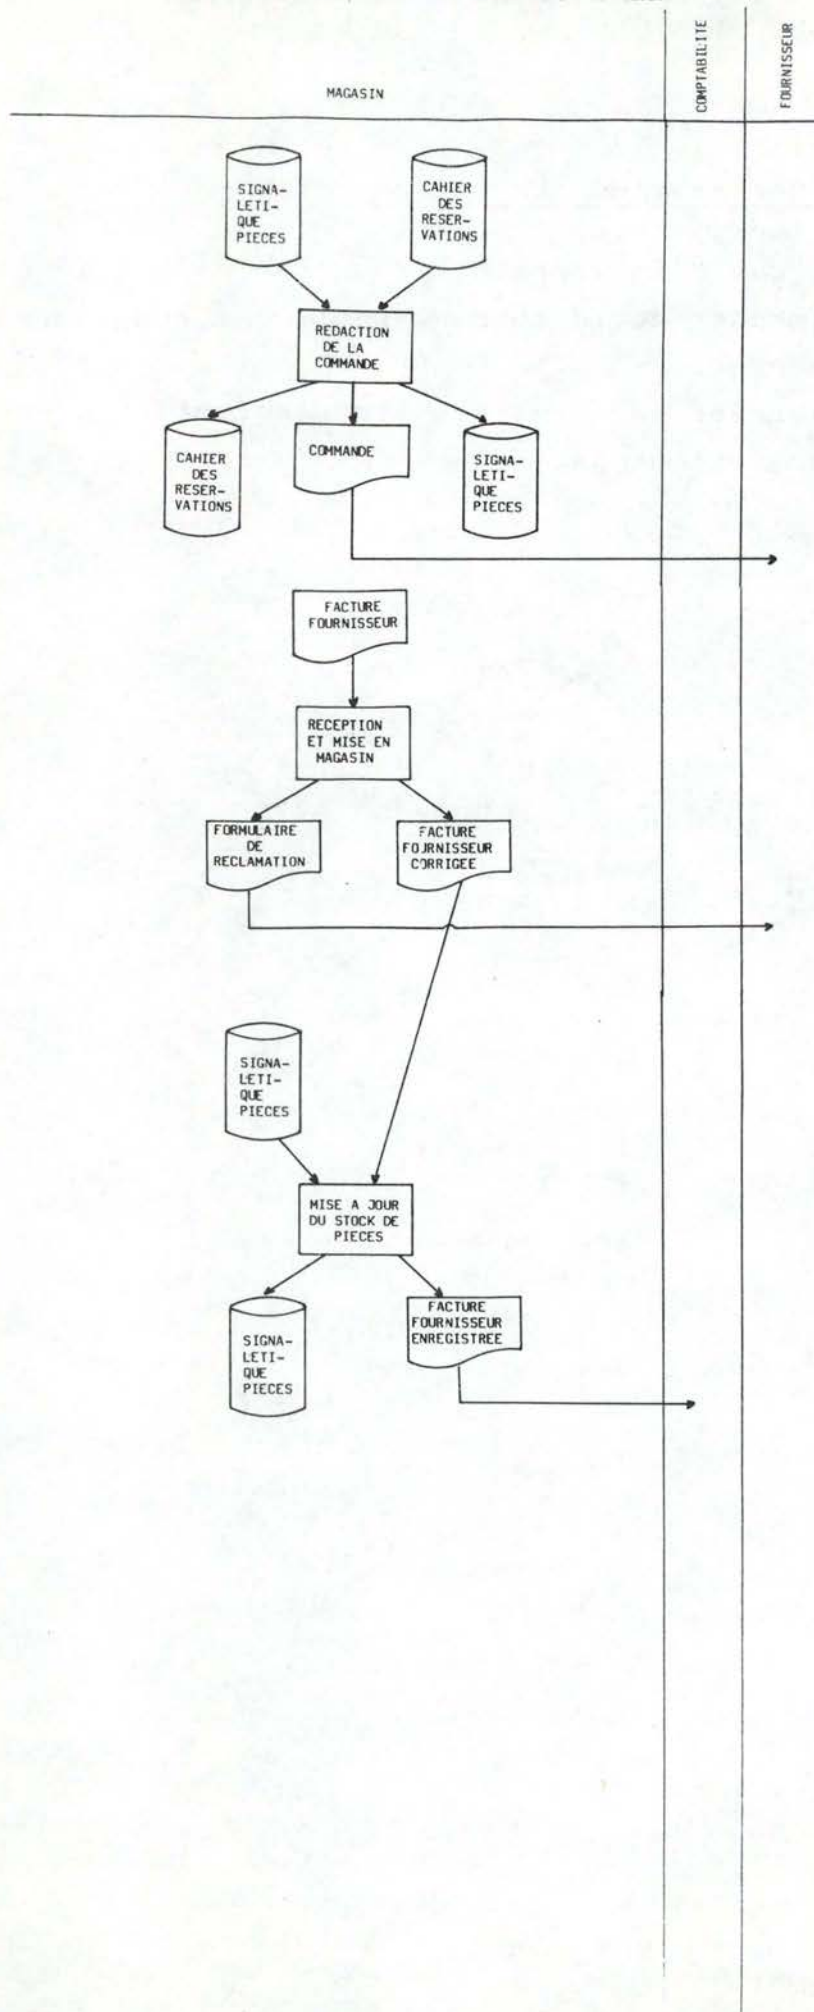 MAGASIN
COMPTABILITE
FOURNISSEUR
SIGNA-
LETI-
QUE
PIECES
CAHIER
DES
RESER-
VATIONS
REDACTION
DE LA
COMMANDE
CAHIER
DES
RESER-
VATIONS
COMMANDE
SIGNA-
LETI-
QUE
PIECES
FACTURE
FOURNISSEUR
RECEPTION
ET MISE EN
MAGASIN
FORMULAIRE
DE
RECLAMATION
FACTURE
FOURNISSEUR
CORRIGEE
SIGNA-
LETI-
QUE
PIECES
MISE A JOUR
DU STOCK DE
PIECES
SIGNA-
LETI-
QUE
PIECES
FACTURE
FOURNISSEUR
ENREGISTREE